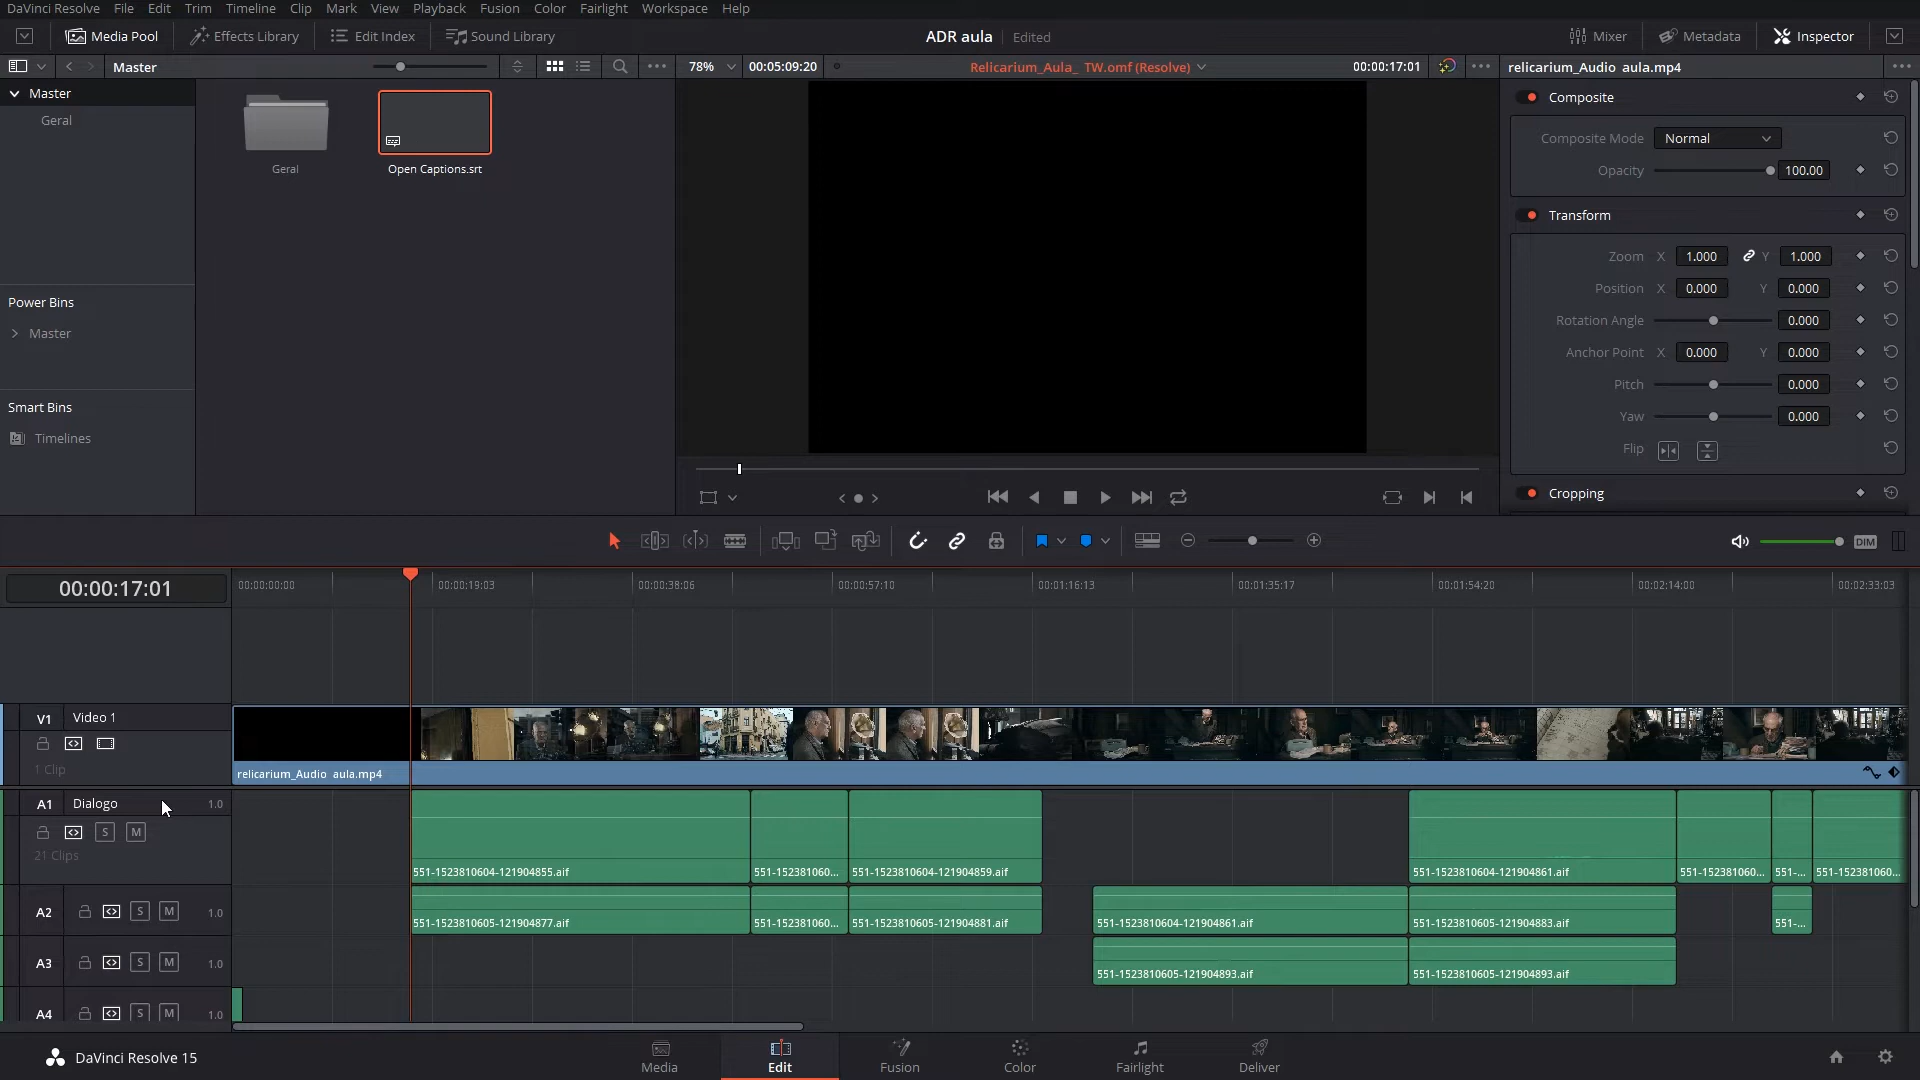 DaVinci Resolve File Edit Trim Timeline Clip Mark View Playback Fusion Color Fairlight Workspace Help
Media Pool Effects Library Edit Index Sound Library ADR aula Edited Mixer Metadata Inspector
Master 78% 00:05:09:20 Relicarium_Aula_ TW.omf (Resolve) 00:00:17:01 relicarium_Audio aula.mp4
Master
Geral
Power Bins
Master
Smart Bins
Timelines
Geral
Open Captions.srt
Composite
Composite Mode Normal
Opacity 100.00
Transform
Zoom X 1.000 Y 1.000
Position X 0.000 Y 0.000
Rotation Angle 0.000
Anchor Point X 0.000 Y 0.000
Pitch 0.000
Yaw 0.000
Flip
Cropping
DIM
00:00:17:01 00:00:00:00 00:00:19:03 00:00:38:06 00:00:57:10 00:01:16:13 00:01:35:17 00:01:54:20 00:02:14:00 00:02:33:03
V1 Video 1
1 Clip
relicarium_Audio aula.mp4
A1 Dialogo 1.0
S M
21 Clips
551-1523810604-121904855.aif 551-152381060... 551-1523810604-121904859.aif 551-1523810604-121904861.aif 551-152381060... 551-... 551-152381060...
A2 S M 1.0
551-1523810605-121904877.aif 551-152381060... 551-1523810605-121904881.aif 551-1523810604-121904861.aif 551-1523810605-121904883.aif 551-...
A3 S M 1.0
551-1523810605-121904893.aif 551-1523810605-121904893.aif
A4 S M 1.0
DaVinci Resolve 15 Media Edit Fusion Color Fairlight Deliver